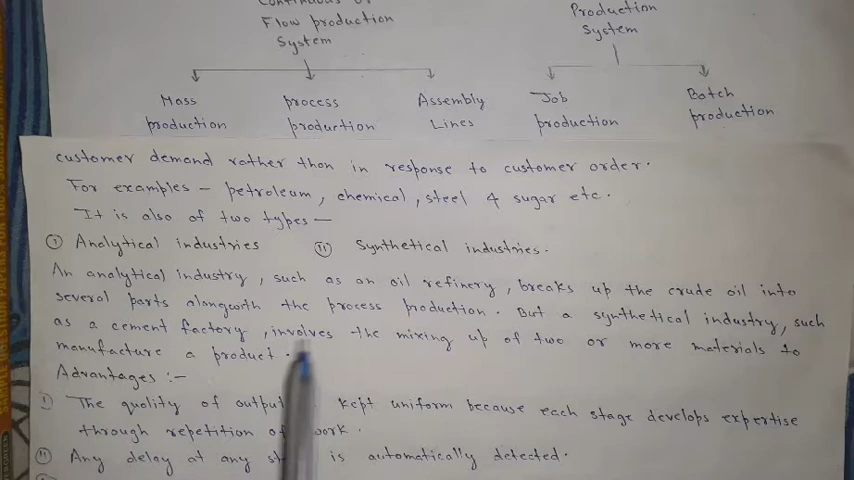 Continuous or
Flow production
System
Production
System
Mass
production
process
production
Assembly
Lines
Job
production
Batch
production
customer demand rather than in response to customer order.
For examples - petroleum, chemical, steel & sugar etc.
It is also of two types -
(I) Analytical industries (II) Synthetical industries.
An analytical industry, such as an oil refinery, breaks up the crude oil into
several parts alongwith the process production. But a synthetical industry, such
as a cement factory, involves the mixing up of two or more materials to
manufacture a product.
Advantages :-
(I) The quality of output kept uniform because each stage develops expertise
through repetition of work.
(II) Any delay at any is automatically detected.